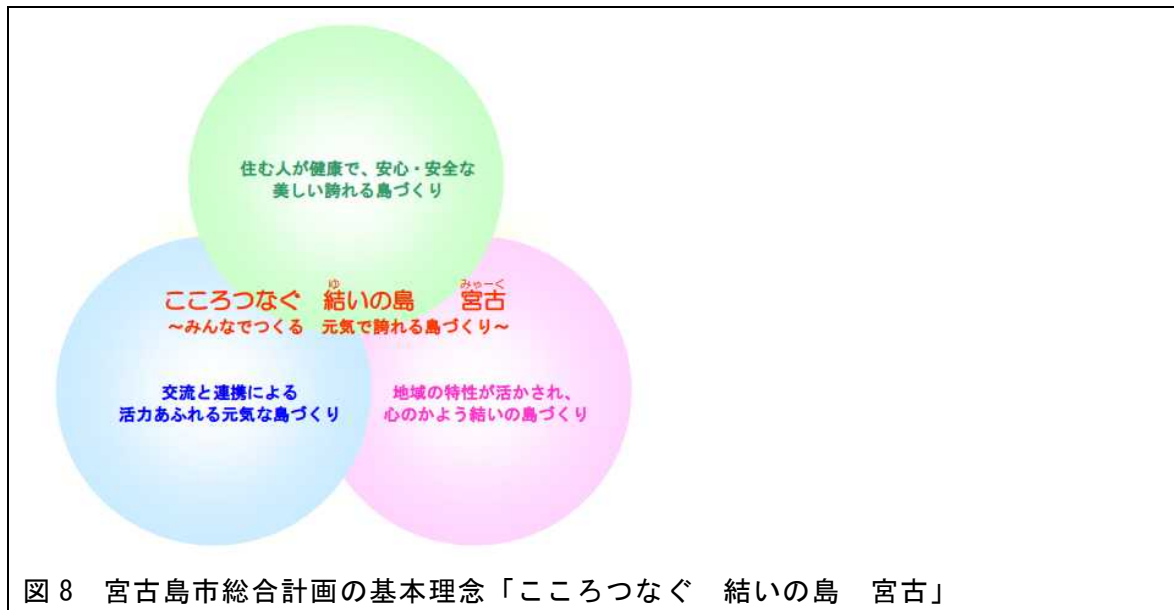 住む人が健康で、安心・安全な
美しい誇れる島づくり
ゆ みゃーく
こころつなぐ 結いの島 宮古
~みんなでつくる 元気で誇れる島づくり~
交流と連携による
活力あふれる元気な島づくり
地域の特性が活かされ、
心のかよう結いの島づくり
図8 宮古島市総合計画の基本理念「こころつなぐ 結いの島 宮古」